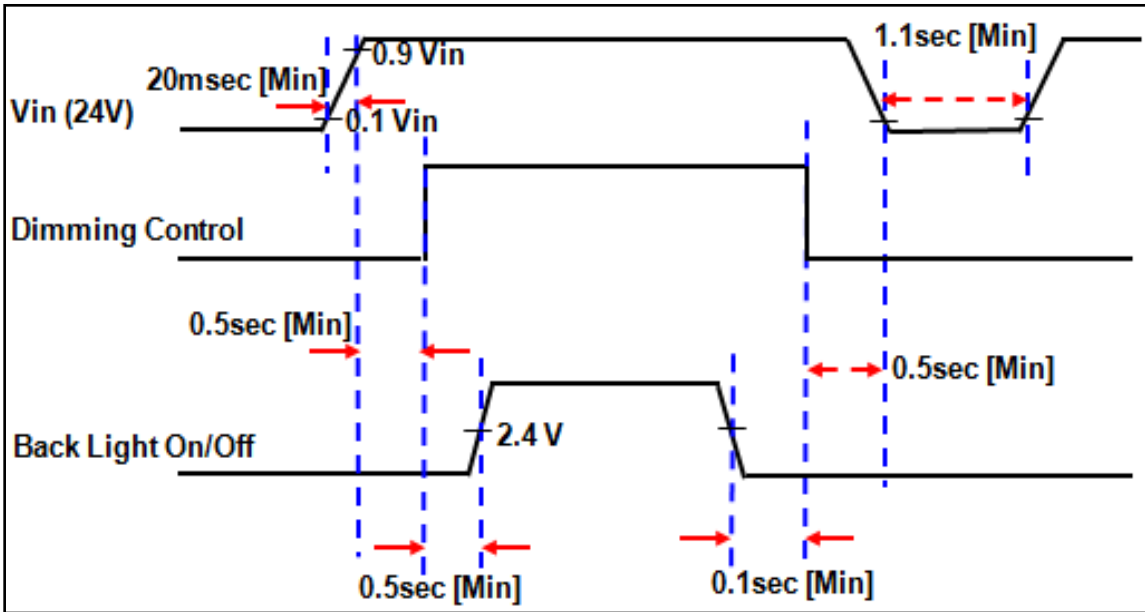 1.1sec [Min]
0.9 Vin
20msec [Min]
Vin (24V)
0.1 Vin
Dimming Control
0.5sec [Min]
0.5sec [Min]
2.4 V
Back Light On/Off
0.5sec [Min]
0.1sec [Min]